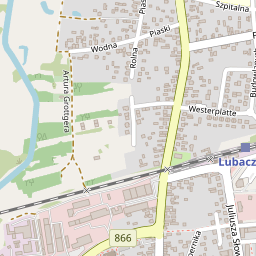 Szpitalna
Piaski
Wodna
Rolna
Artura Grottgera
Westerplatte
Lubacz
866
Juliusza Słow